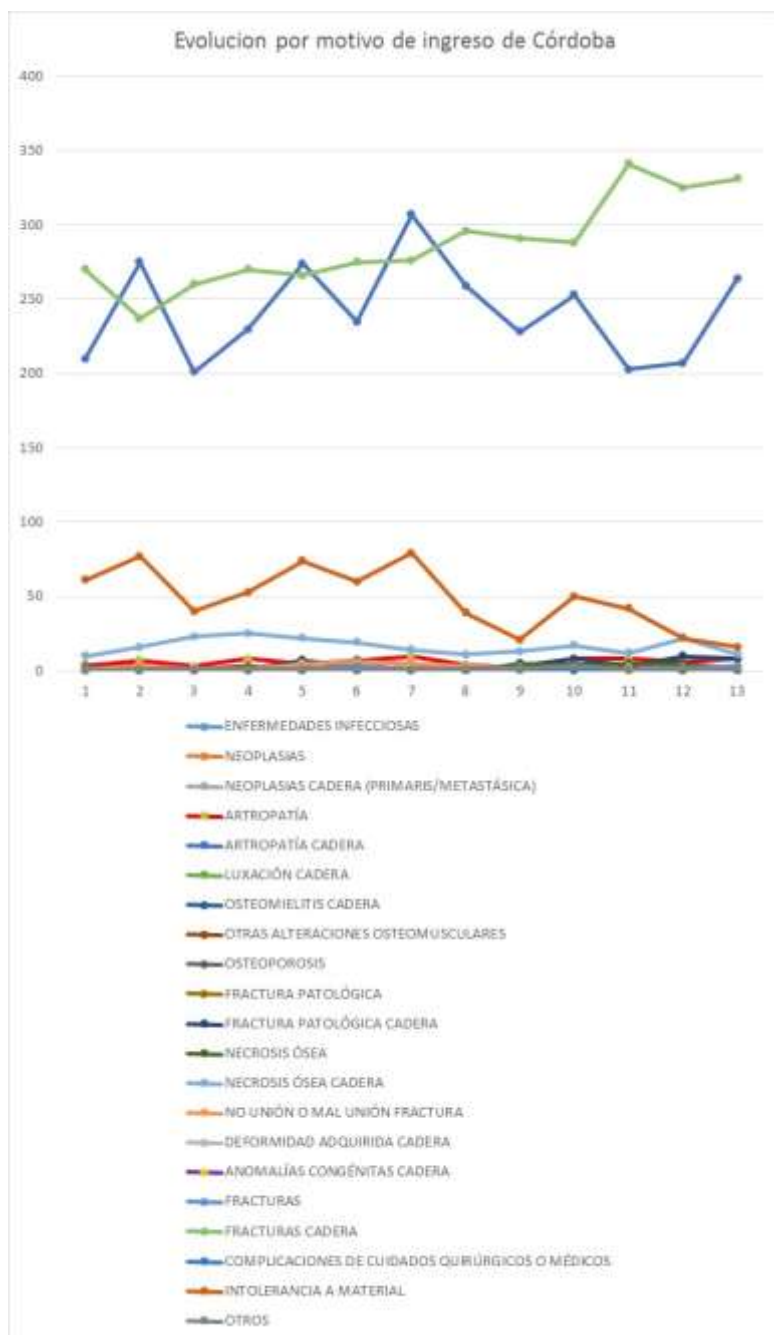 Evolucion por motivo de ingreso de Córdoba
400
350
300
250
200
150
100
50
0
1 2 3 4 5 6 7 8 9 10 11 12 13
ENFERMEDADES INFECCIOSAS
NEOPLASIAS
NEOPLASIAS CADERA (PRIMARIS/METASTÁSICA)
ARTROPATÍA
ARTROPATÍA CADERA
LUXACIÓN CADERA
OSTEOMIELITIS CADERA
OTRAS ALTERACIONES OSTEOMUSCULARES
OSTEOPOROSIS
FRACTURA PATOLÓGICA
FRACTURA PATOLÓGICA CADERA
NECROSIS ÓSEA
NECROSIS ÓSEA CADERA
NO UNIÓN O MAL UNIÓN FRACTURA
DEFORMIDAD ADQUIRIDA CADERA
ANOMALÍAS CONGÉNITAS CADERA
FRACTURAS
FRACTURAS CADERA
COMPLICACIONES DE CUIDADOS QUIRÚRGICOS O MÉDICOS
INTOLERANCIA A MATERIAL
OTROS